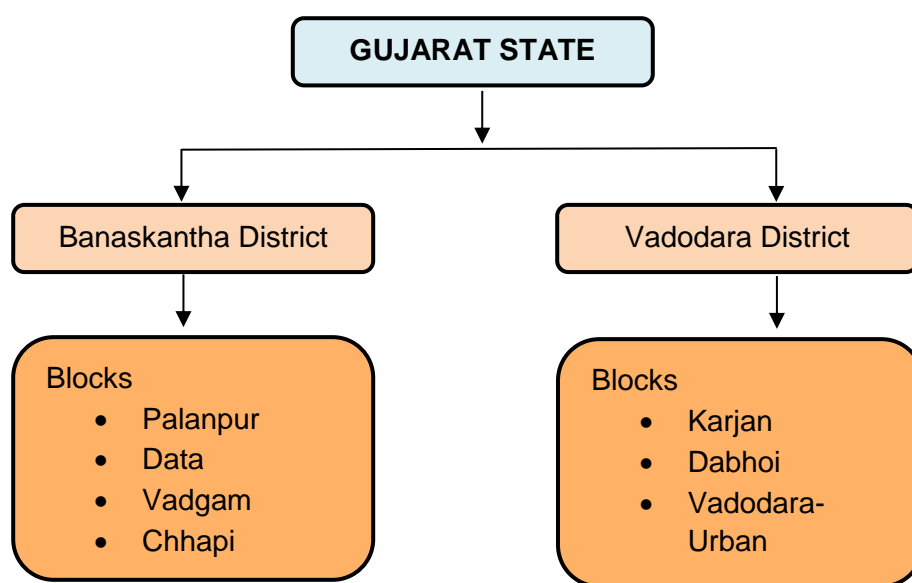 GUJARAT STATE
Banaskantha District
Vadodara District
Blocks
• Palanpur
• Data
• Vadgam
• Chhapi
Blocks
• Karjan
• Dabhoi
• Vadodara-
Urban